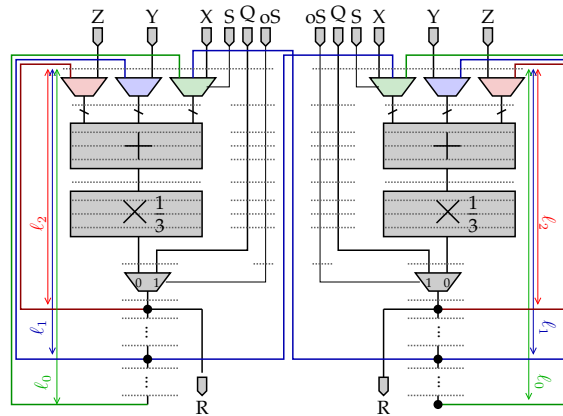 Z Y X S Q oS oS Q S X Y Z
+ +
× 1/3 × 1/3
ℓ₂ ℓ₂
0 1 1 0
ℓ₁ ℓ₁
ℓ₀ ℓ₀
R R